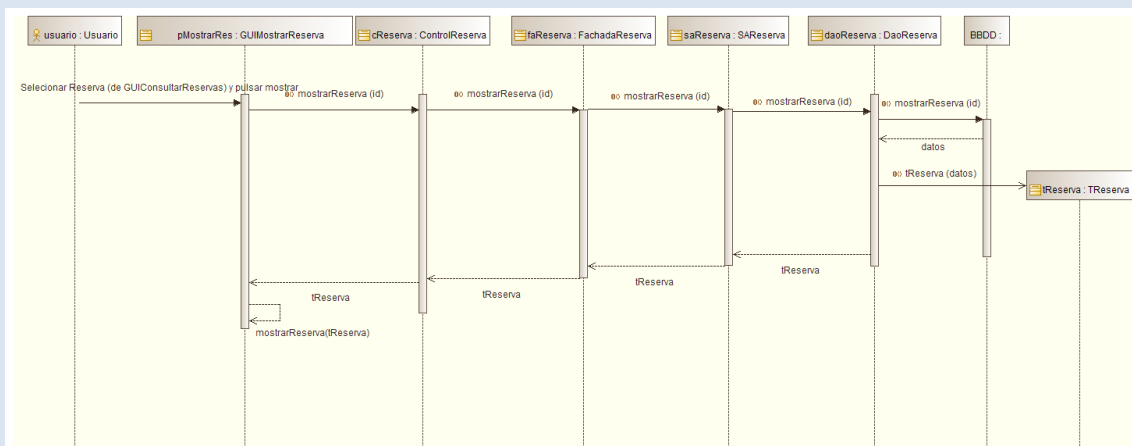 usuario : Usuario
pMostrarRes : GUIMostrarReserva
cReserva : ControlReserva
faReserva : FachadaReserva
saReserva : SAReserva
daoReserva : DaoReserva
BBDD :
Selecionar Reserva (de GUIConsultarReservas) y pulsar mostrar
mostrarReserva (id)
mostrarReserva (id)
mostrarReserva (id)
mostrarReserva (id)
mostrarReserva (id)
datos
tReserva (datos)
tReserva : TReserva
tReserva
tReserva
tReserva
tReserva
mostrarReserva(tReserva)